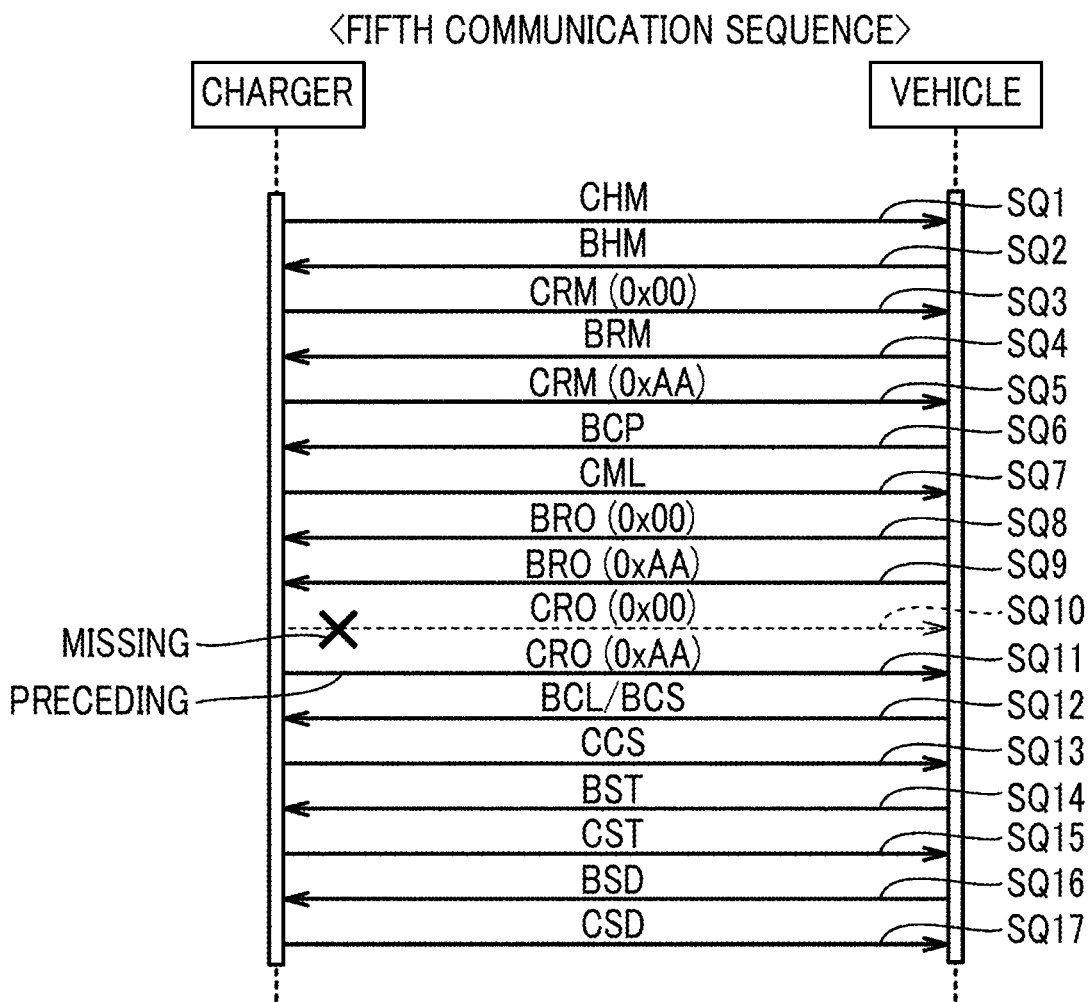 <FIFTH COMMUNICATION SEQUENCE>
CHARGER
VEHICLE
CHM
SQ1
BHM
SQ2
CRM (0x00)
SQ3
BRM
SQ4
CRM (0xAA)
SQ5
BCP
SQ6
CML
SQ7
BRO (0x00)
SQ8
BRO (0xAA)
SQ9
CRO (0x00)
SQ10
MISSING
CRO (0xAA)
SQ11
PRECEDING
BCL/BCS
SQ12
CCS
SQ13
BST
SQ14
CST
SQ15
BSD
SQ16
CSD
SQ17